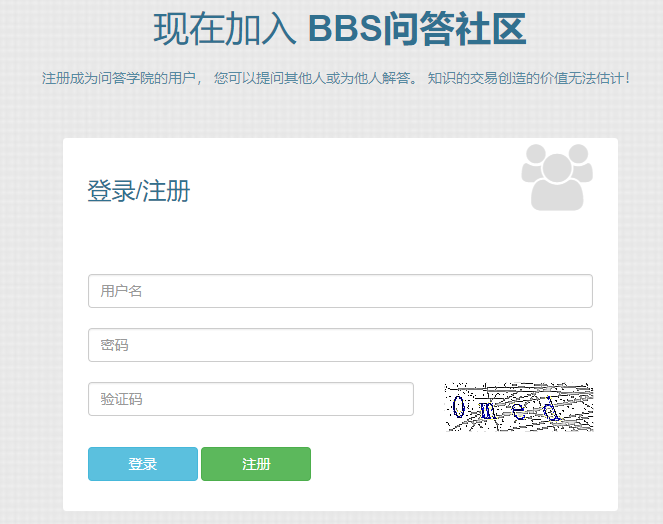 现在加入 BBS问答社区
注册成为问答学院的用户， 您可以提问其他人或为他人解答。 知识的交易创造的价值无法估计！
登录/注册
用户名
密码
验证码
登录 注册